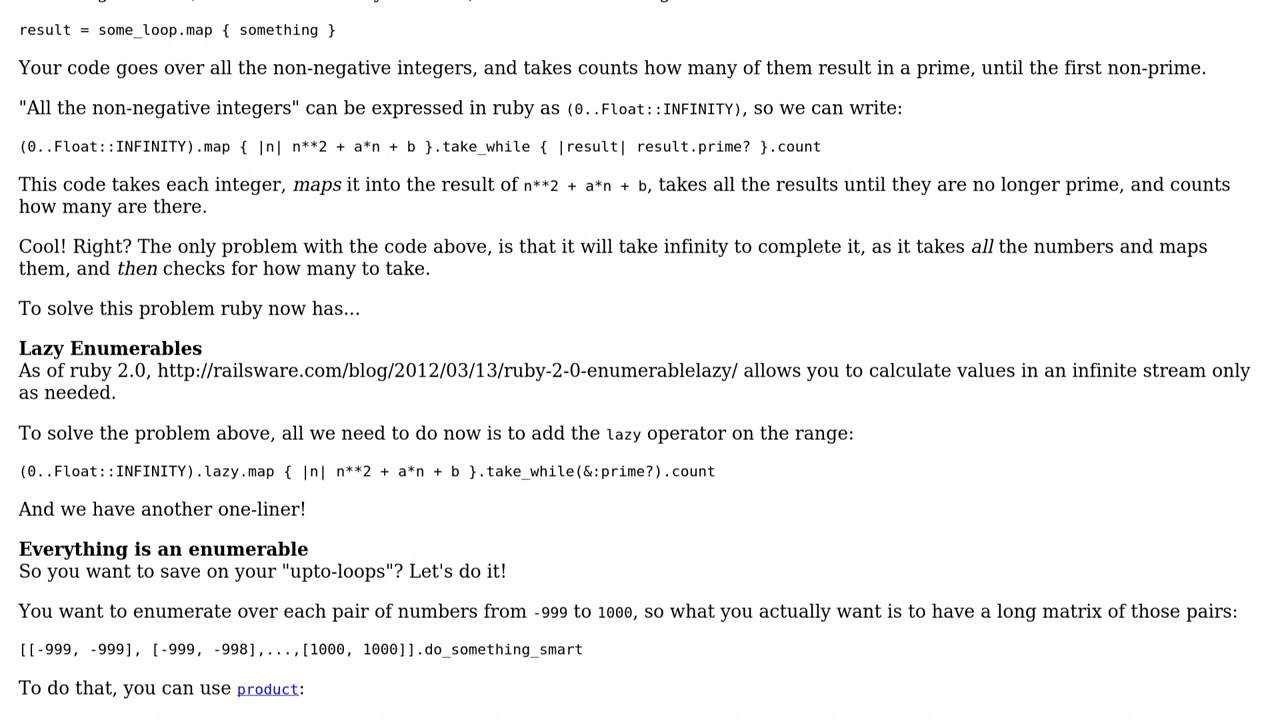 result = some_loop.map { something }
Your code goes over all the non-negative integers, and takes counts how many of them result in a prime, until the first non-prime.
"All the non-negative integers" can be expressed in ruby as (0..Float::INFINITY), so we can write:
(0..Float::INFINITY).map { |n| n**2 + a*n + b }.take_while { |result| result.prime? }.count
This code takes each integer, maps it into the result of n**2 + a*n + b, takes all the results until they are no longer prime, and counts
how many are there.
Cool! Right? The only problem with the code above, is that it will take infinity to complete it, as it takes all the numbers and maps
them, and then checks for how many to take.
To solve this problem ruby now has...
Lazy Enumerables
As of ruby 2.0, http://railsware.com/blog/2012/03/13/ruby-2-0-enumerablelazy/ allows you to calculate values in an infinite stream only
as needed.
To solve the problem above, all we need to do now is to add the lazy operator on the range:
(0..Float::INFINITY).lazy.map { |n| n**2 + a*n + b }.take_while(&:prime?).count
And we have another one-liner!
Everything is an enumerable
So you want to save on your "upto-loops"? Let's do it!
You want to enumerate over each pair of numbers from -999 to 1000, so what you actually want is to have a long matrix of those pairs:
[[-999, -999], [-999, -998],...,[1000, 1000]].do_something_smart
To do that, you can use product: